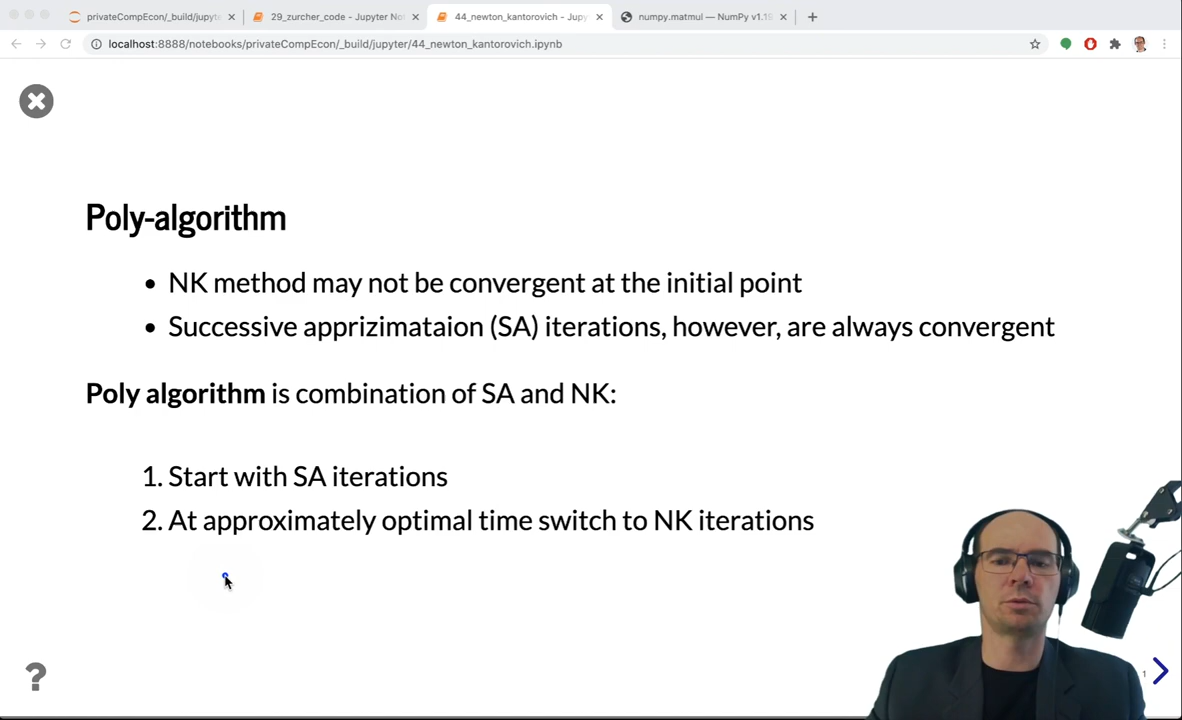 privateCompEcon/_build/jupyt
29_zurcher_code - Jupyter No
44_newton_kantorovich - Jupy
numpy.matmul — NumPy v1.19
localhost:8888/notebooks/privateCompEcon/_build/jupyter/44_newton_kantorovich.ipynb
Poly-algorithm
• NK method may not be convergent at the initial point
• Successive apprizimataion (SA) iterations, however, are always convergent
Poly algorithm is combination of SA and NK:
1. Start with SA iterations
2. At approximately optimal time switch to NK iterations
?
1